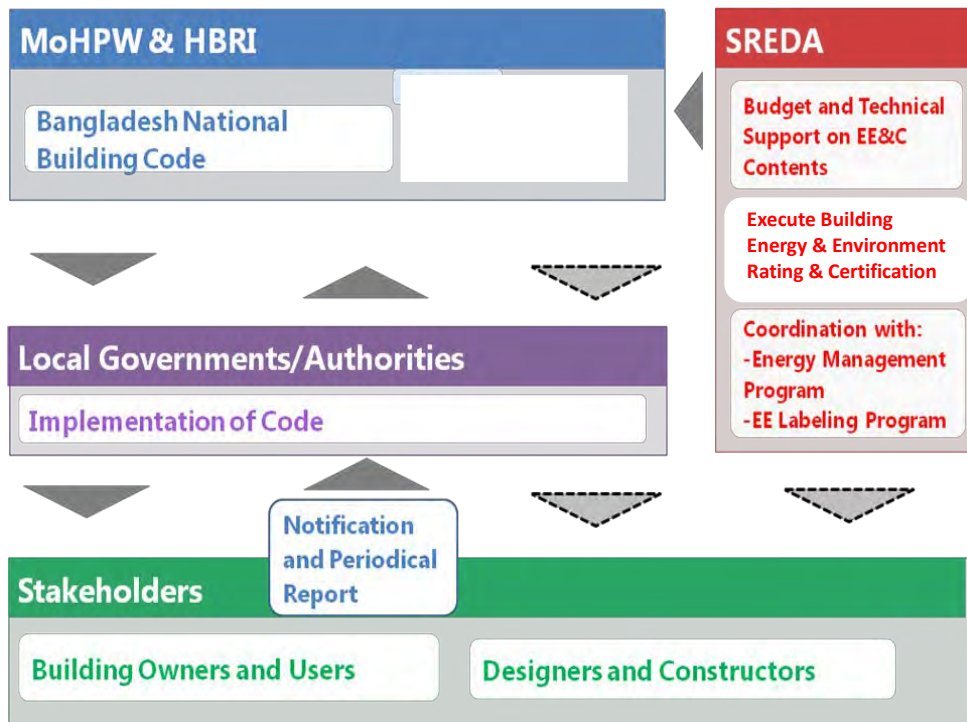 MoHPW & HBRI
Bangladesh National
Building Code
SREDA
Budget and Technical
Support on EE&C
Contents
Execute Building
Energy & Environment
Rating & Certification
Coordination with:
-Energy Management
Program
-EE Labeling Program
Local Governments/Authorities
Implementation of Code
Notification
and Periodical
Report
Stakeholders
Building Owners and Users
Designers and Constructors